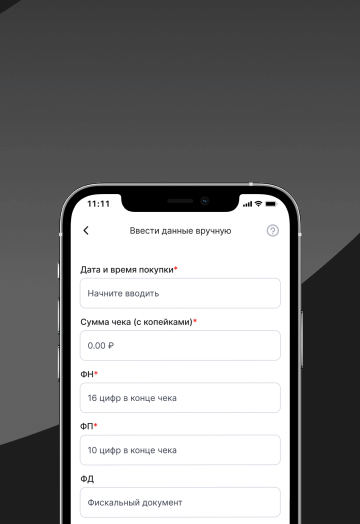 11:11
Ввести данные вручную
Дата и время покупки*
Начните вводить
Сумма чека (с копейками)*
0.00 ₽
ФН*
16 цифр в конце чека
ФП*
10 цифр в конце чека
ФД
Фискальный документ